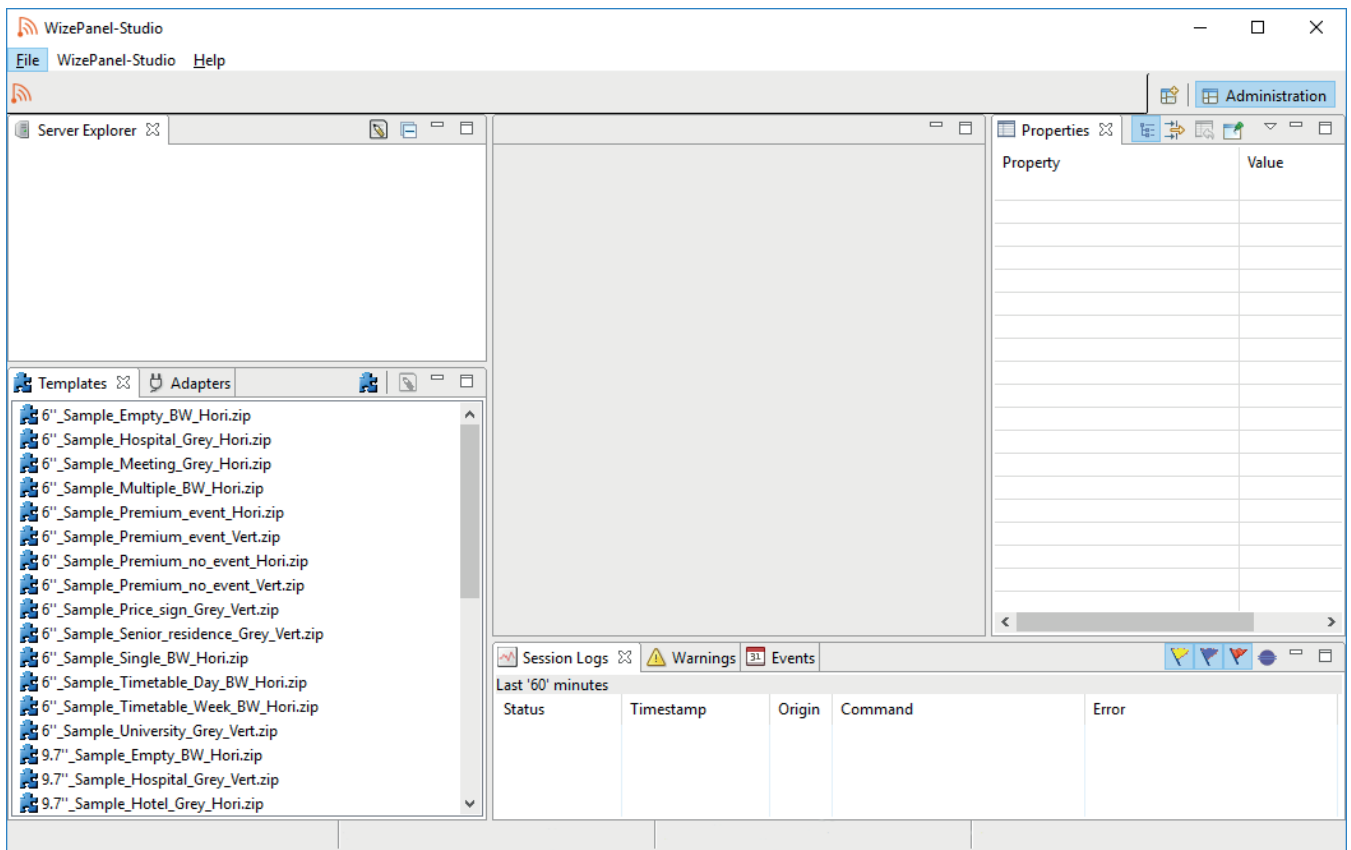 WizePanel-Studio
File WizePanel-Studio Help
Administration
Server Explorer
Properties
Property Value
Templates Adapters
6''_Sample_Empty_BW_Hori.zip
6''_Sample_Hospital_Grey_Hori.zip
6''_Sample_Meeting_Grey_Hori.zip
6''_Sample_Multiple_BW_Hori.zip
6''_Sample_Premium_event_Hori.zip
6''_Sample_Premium_event_Vert.zip
6''_Sample_Premium_no_event_Hori.zip
6''_Sample_Premium_no_event_Vert.zip
6''_Sample_Price_sign_Grey_Vert.zip
6''_Sample_Senior_residence_Grey_Vert.zip
6''_Sample_Single_BW_Hori.zip
6''_Sample_Timetable_Day_BW_Hori.zip
6''_Sample_Timetable_Week_BW_Hori.zip
6''_Sample_University_Grey_Vert.zip
9.7''_Sample_Empty_BW_Hori.zip
9.7''_Sample_Hospital_Grey_Vert.zip
9.7''_Sample_Hotel_Grey_Hori.zip
Session Logs Warnings 31 Events
Last '60' minutes
Status Timestamp Origin Command Error